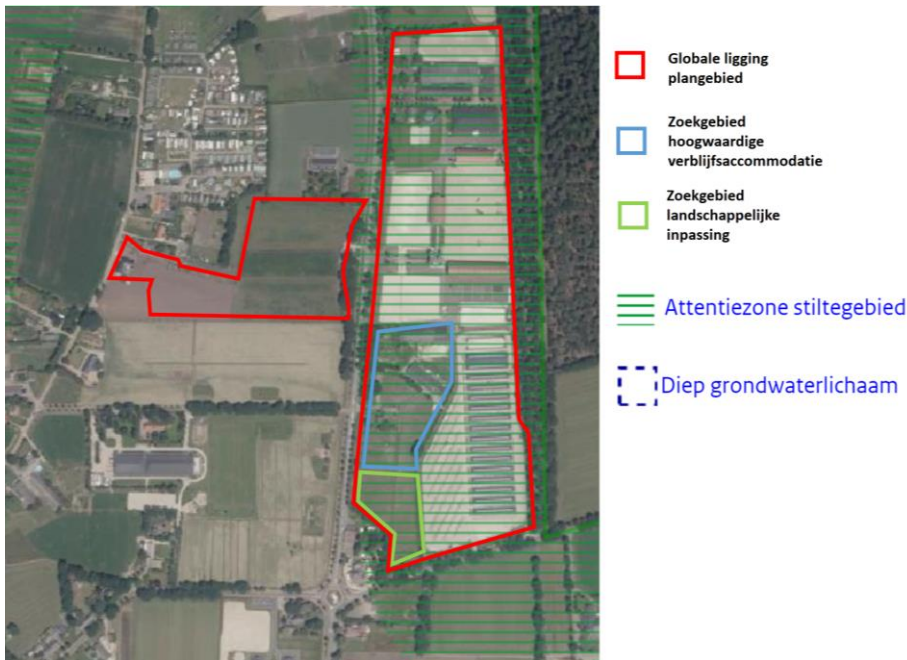 Globale ligging
plangebied
Zoekgebied
hoogwaardige
verblijfsaccommodatie
Zoekgebied
landschappelijke
inpassing
Attentiezone stiltegebied
Diep grondwaterlichaam